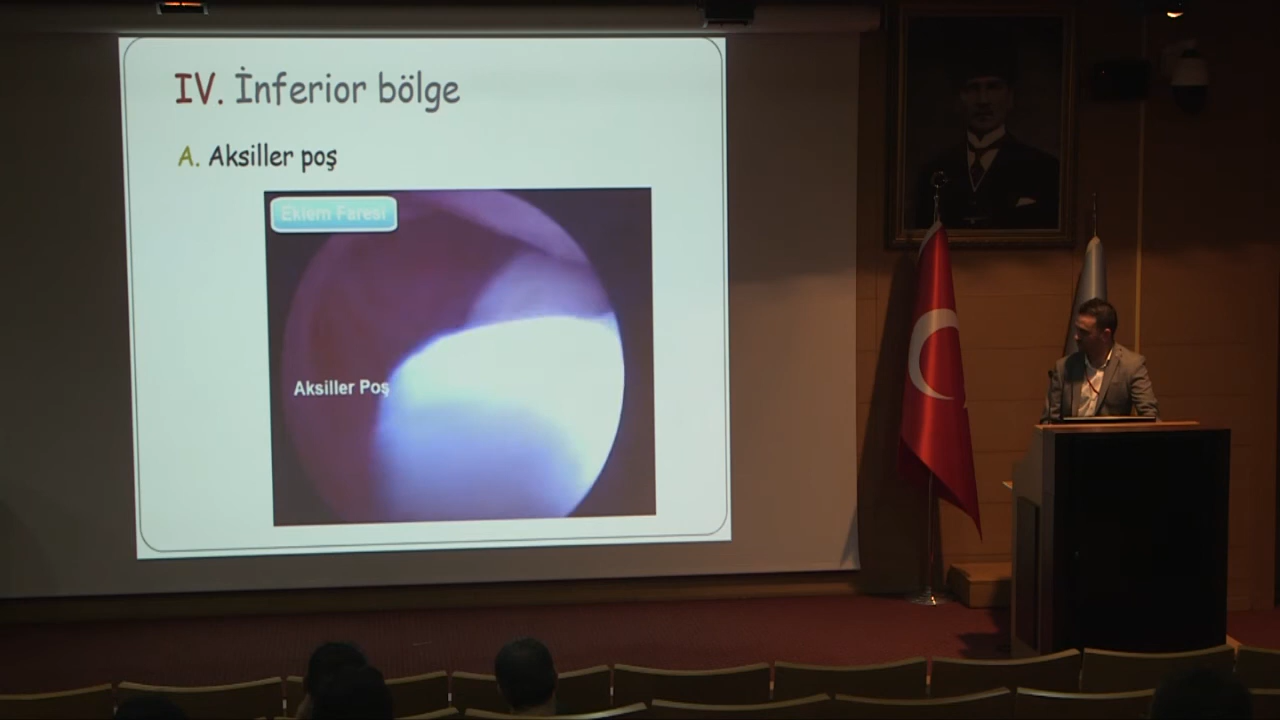 IV. İnferior bölge
A. Aksiller poş
Eklem Faresi
Aksiller Poş